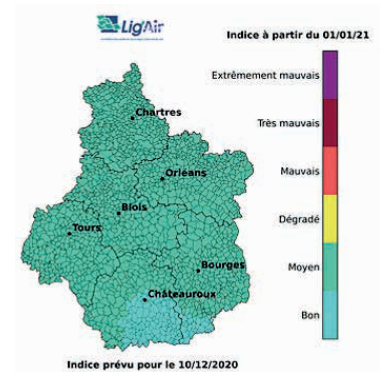 Lig'Air
Indice à partir du 01/01/21
Extrêmement mauvais
Très mauvais
Mauvais
Dégradé
Moyen
Bon
Chartres
Orléans
Blois
Tours
Bourges
Châteauroux
Indice prévu pour le 10/12/2020